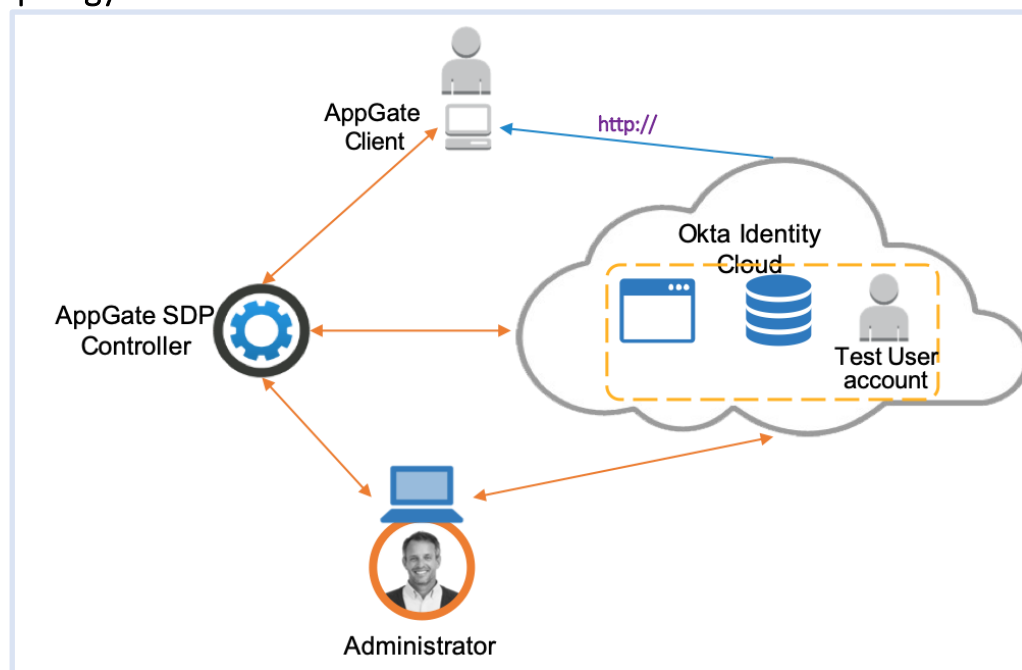 AppGate
Client
http://
Okta Identity
Cloud
AppGate SDP
Controller
Test User
account
Administrator